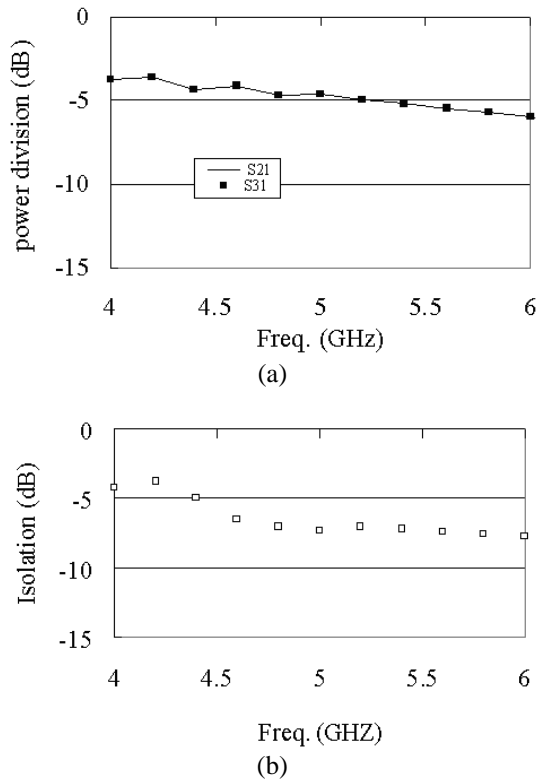 power division (dB)
0
-5
-10
-15
S21
S31
4
4.5
5
5.5
6
Freq. (GHz)
(a)
Isolation (dB)
0
-5
-10
-15
4
4.5
5
5.5
6
Freq. (GHZ)
(b)